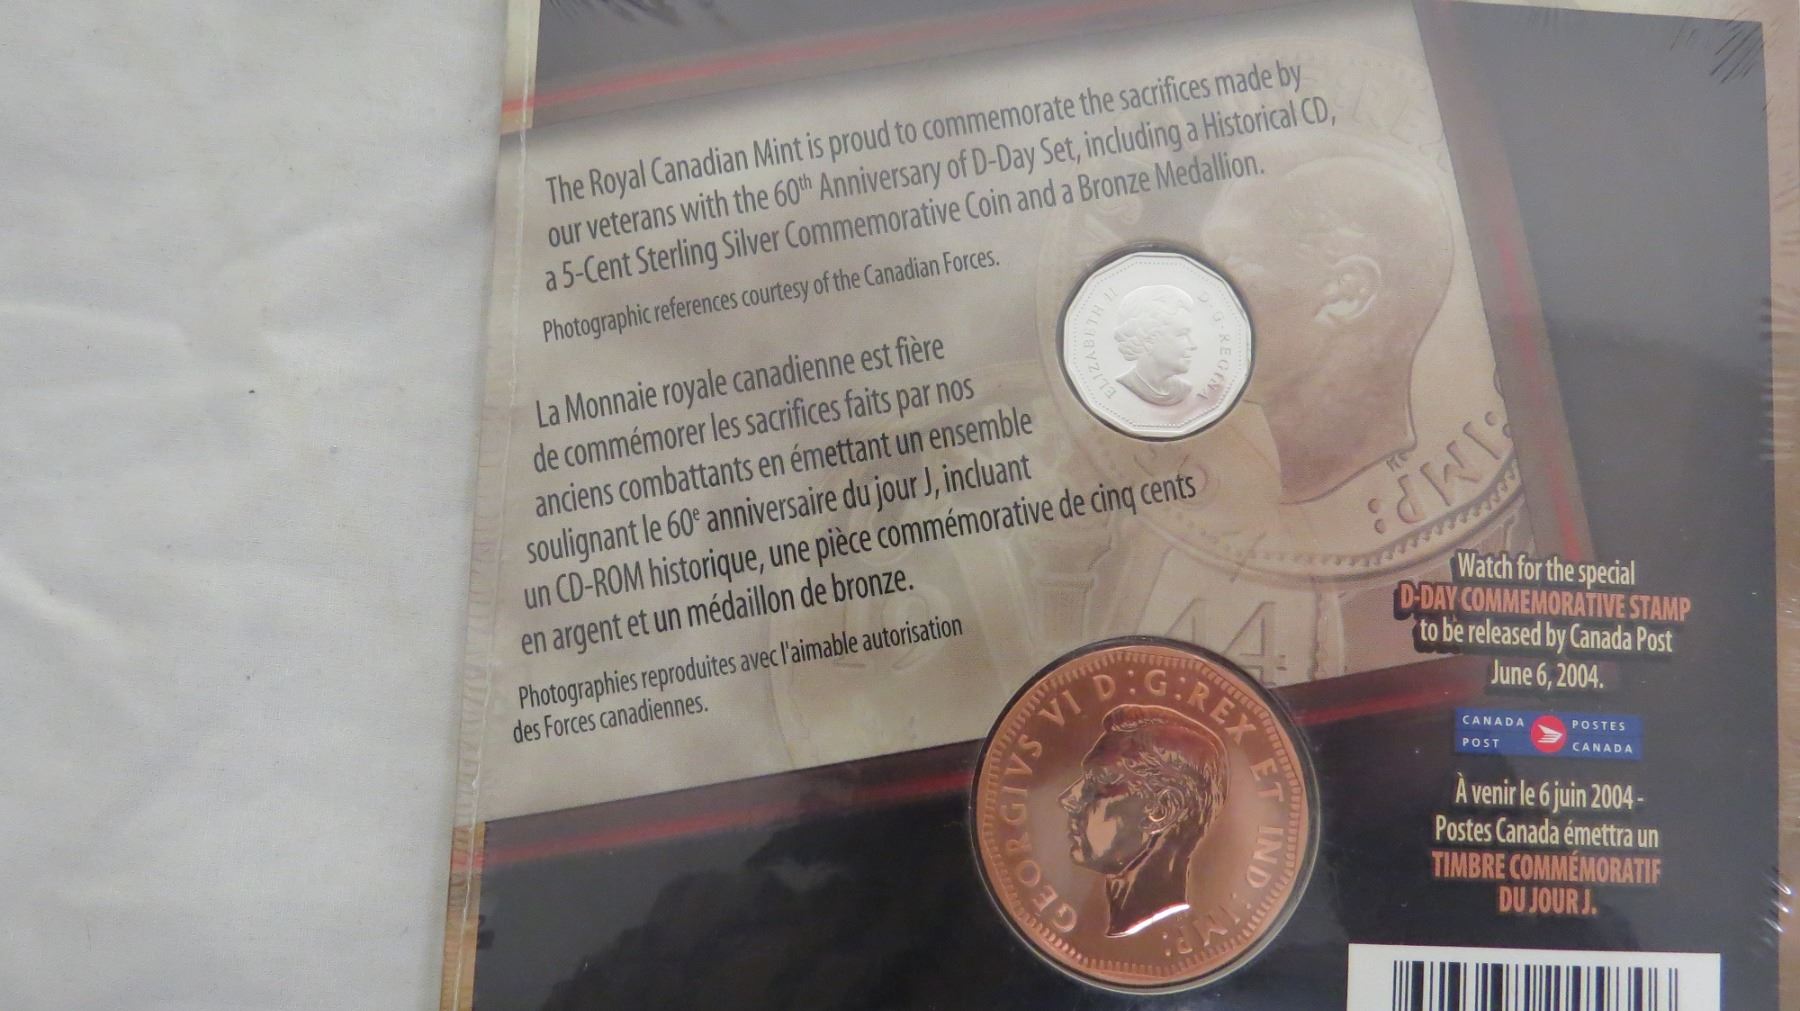 The Royal Canadian Mint is proud to commemorate the sacrifices made by
our veterans with the 60th Anniversary of D-Day Set, including a Historical CD,
a 5-Cent Sterling Silver Commemorative Coin and a Bronze Medallion.
Photographic references courtesy of the Canadian Forces.
La Monnaie royale canadienne est fière
de commémorer les sacrifices faits par nos
anciens combattants en émettant un ensemble
soulignant le 60e anniversaire du jour J, incluant
un CD-ROM historique, une pièce commémorative de cinq cents
en argent et un médaillon de bronze.
Photographies reproduites avec l'aimable autorisation
des Forces canadiennes.
ELIZABETH II D·G·REGINA
IMP:
1944
GEORGIVS VI D:G:REX ET IND:IMP:
Watch for the special
D-DAY COMMEMORATIVE STAMP
to be released by Canada Post
June 6, 2004.
CANADA POST
POSTES CANADA
À venir le 6 juin 2004 -
Postes Canada émettra un
TIMBRE COMMÉMORATIF
DU JOUR J.